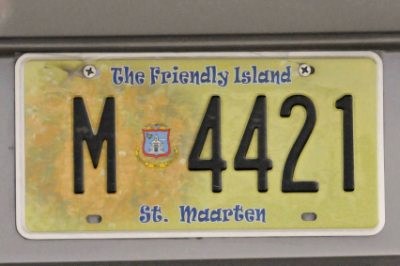 The Friendly Island
M 4421
St. Maarten